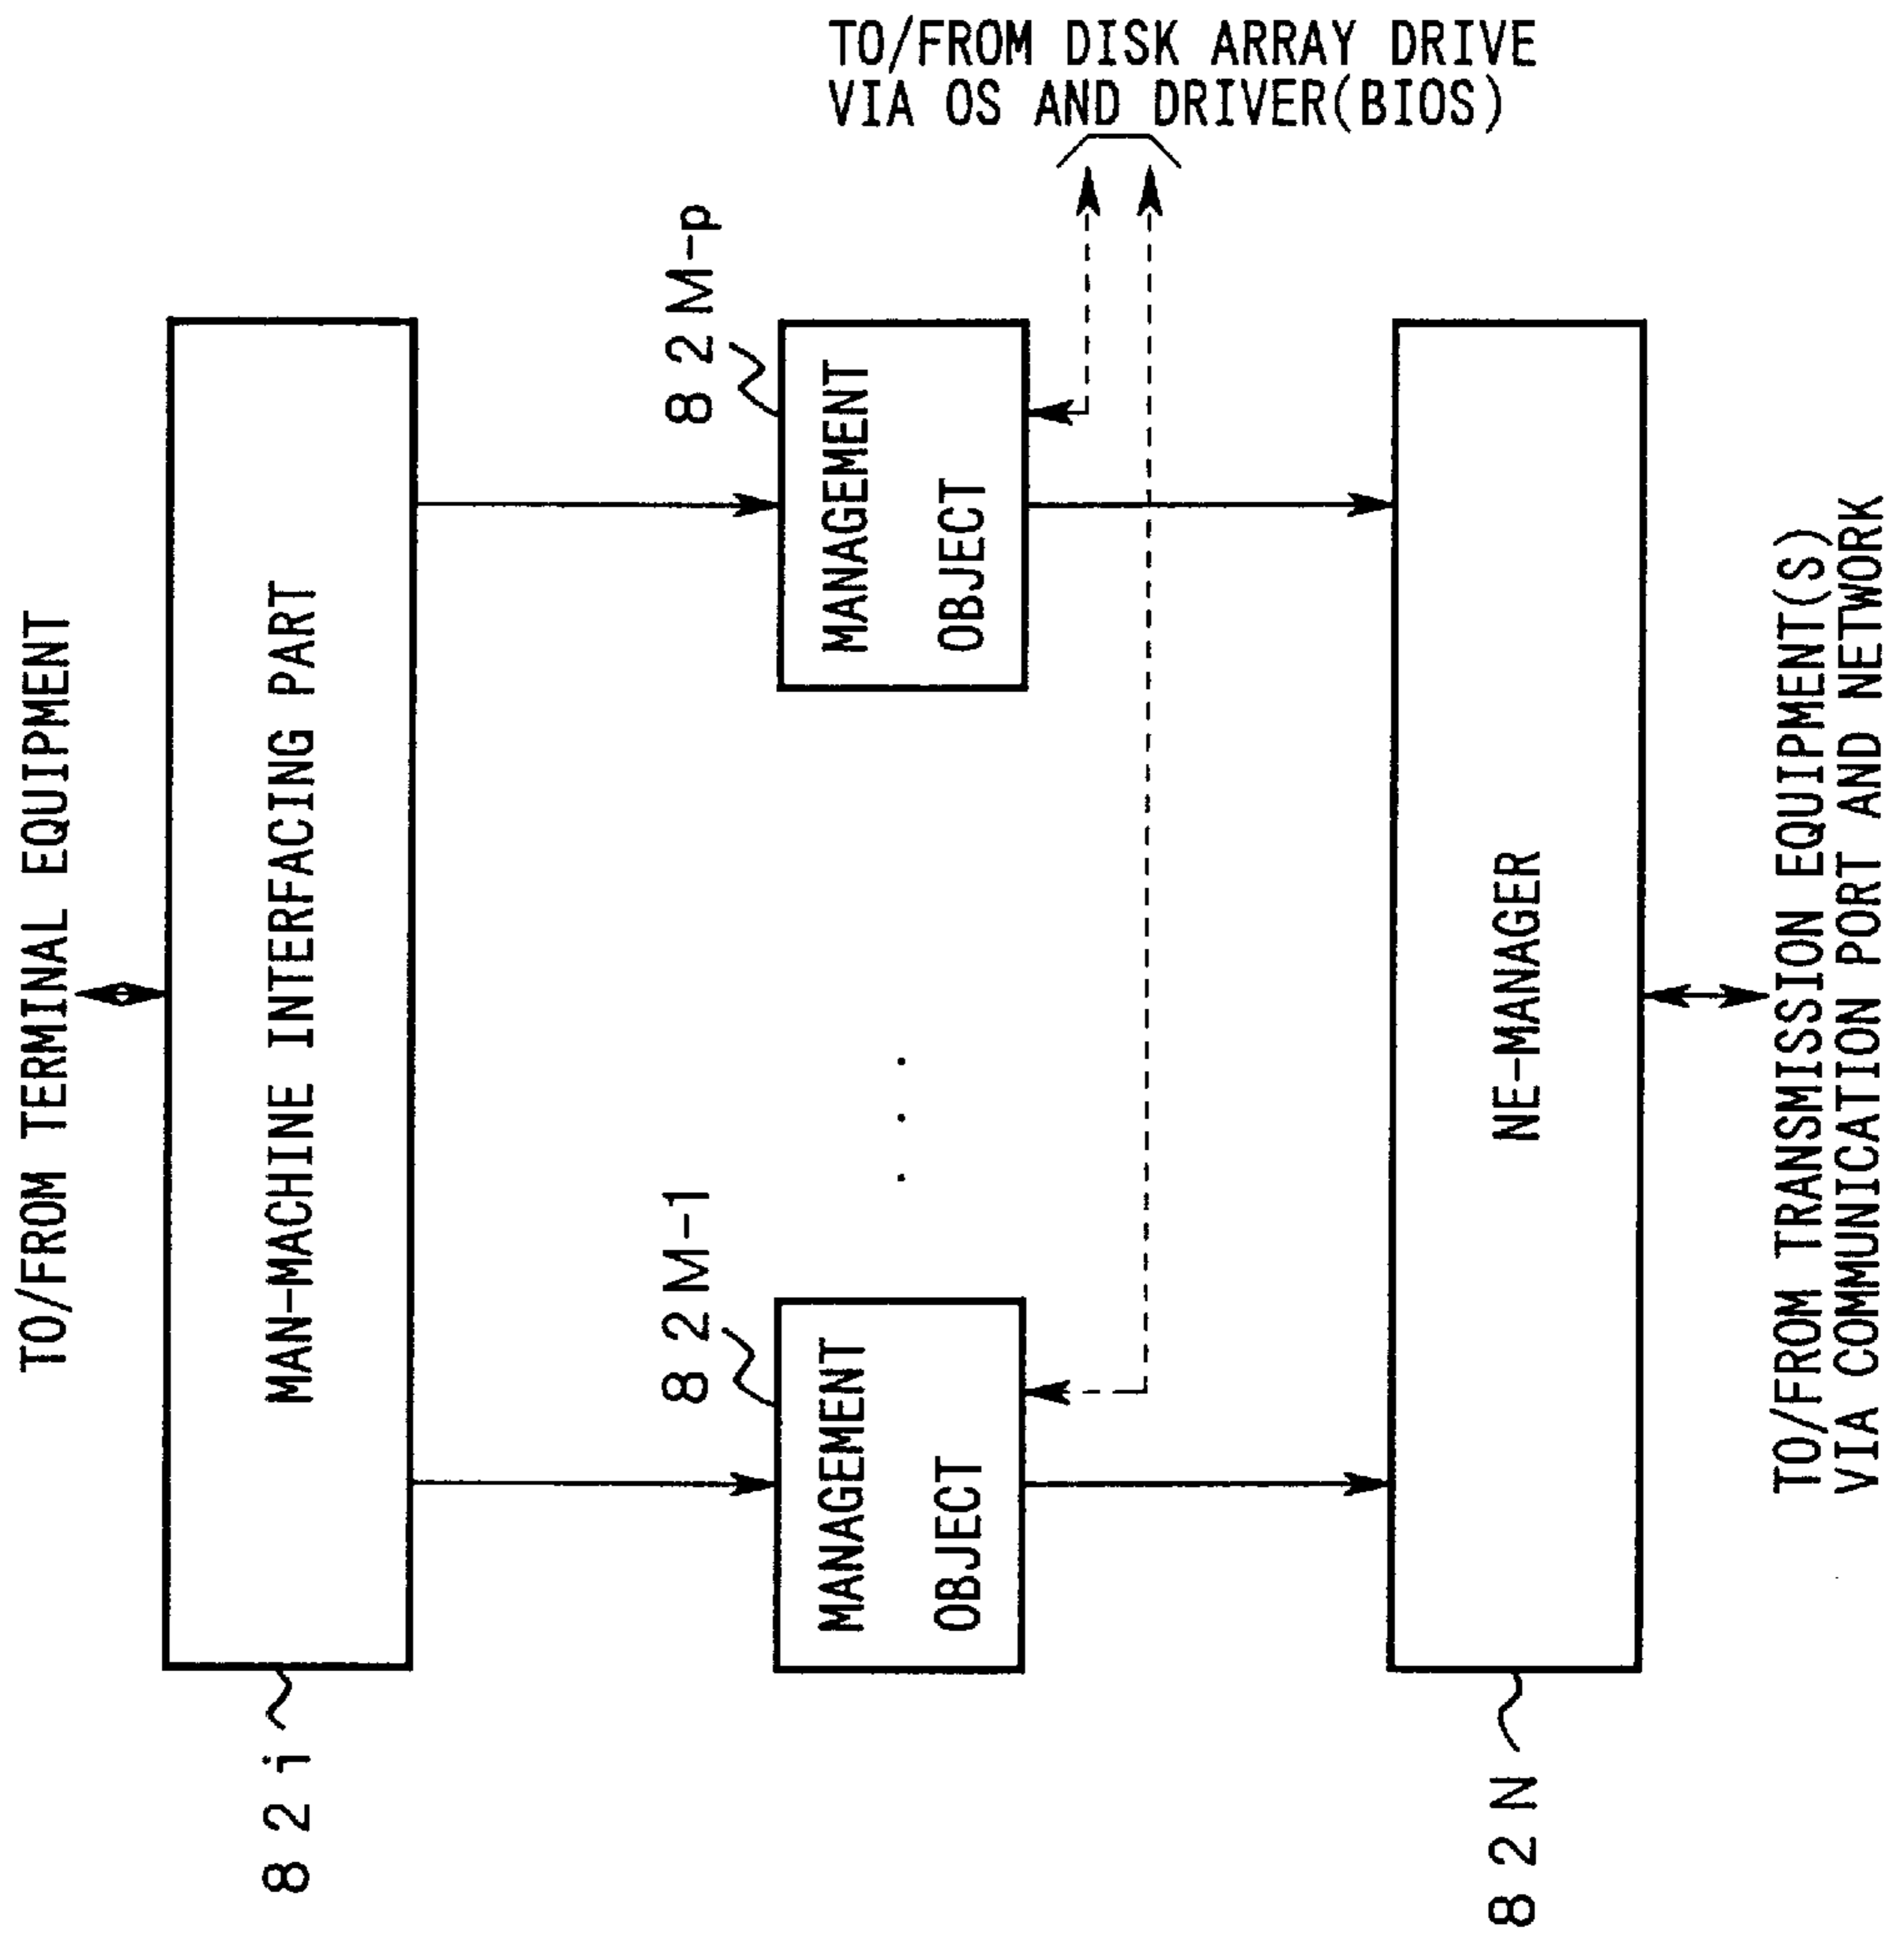 TO/FROM TERMINAL EQUIPMENT
82i
MAN-MACHINE INTERFACING PART
82M-1
MANAGEMENT
OBJECT
82M-p
MANAGEMENT
OBJECT
TO/FROM DISK ARRAY DRIVE
VIA OS AND DRIVER(BIOS)
82N
NE-MANAGER
TO/FROM TRANSMISSION EQUIPMENT(S)
VIA COMMUNICATION PORT AND NETWORK